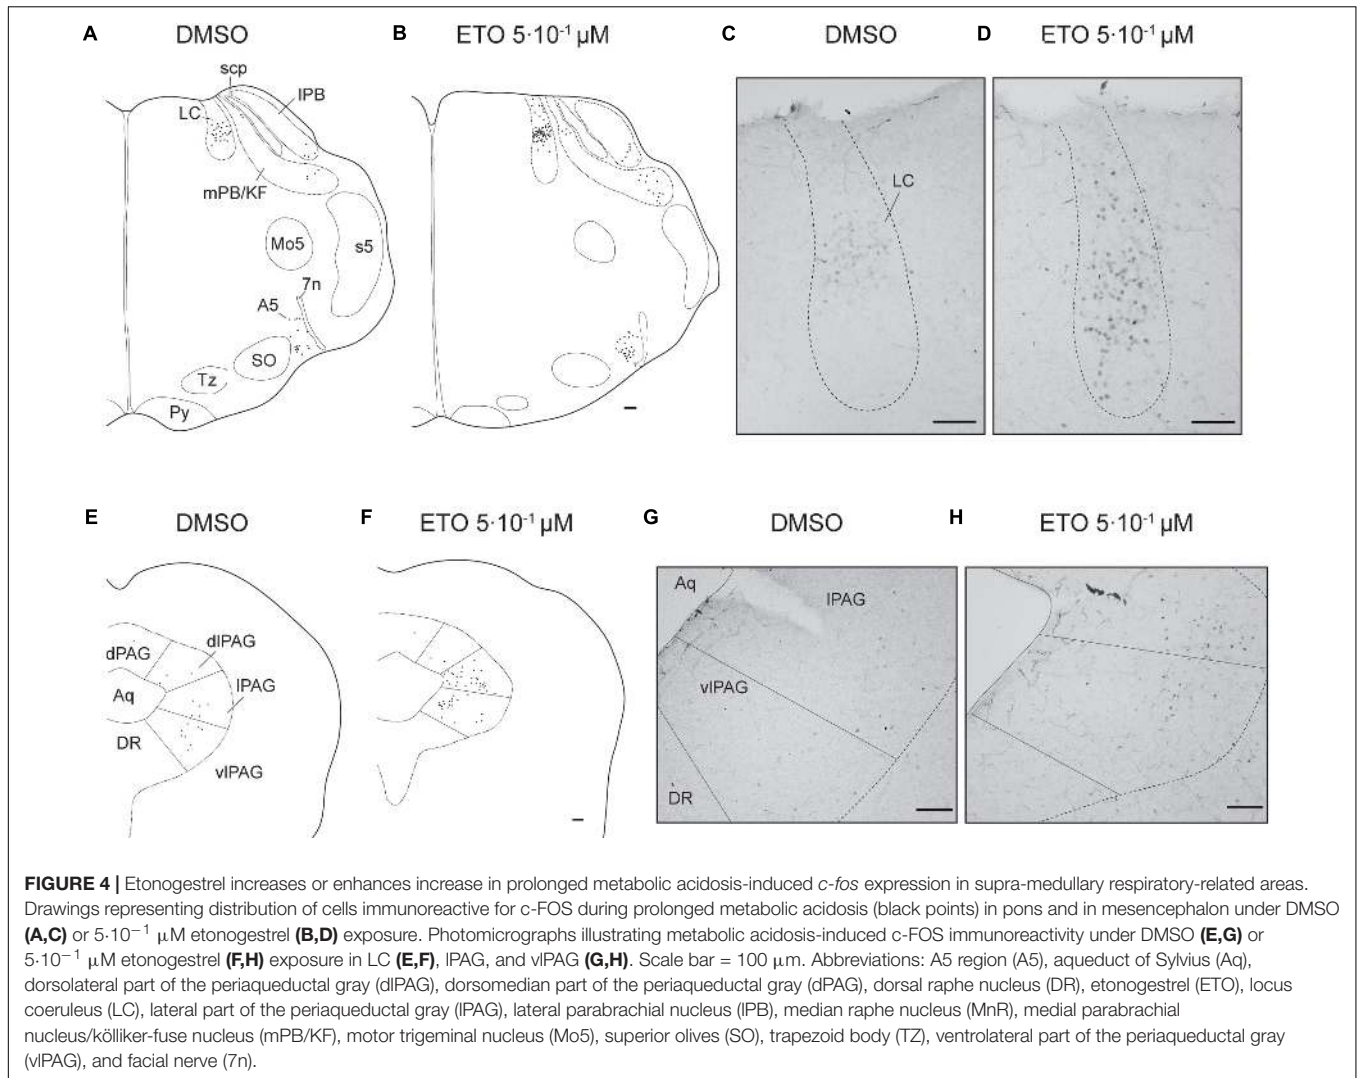 A DMSO B ETO 5·10⁻¹ µM C DMSO D ETO 5·10⁻¹ µM
scp
lPB
LC
mPB/KF
LC
Mo5
s5
7n
A5
SO
Tz
Py
E DMSO F ETO 5·10⁻¹ µM G DMSO H ETO 5·10⁻¹ µM
Aq
lPAG
dlPAG
dPAG
lPAG
Aq
vlPAG
DR
vlPAG
DR
FIGURE 4 | Etonogestrel increases or enhances increase in prolonged metabolic acidosis-induced c-fos expression in supra-medullary respiratory-related areas.
Drawings representing distribution of cells immunoreactive for c-FOS during prolonged metabolic acidosis (black points) in pons and in mesencephalon under DMSO
(A,C) or 5·10⁻¹ µM etonogestrel (B,D) exposure. Photomicrographs illustrating metabolic acidosis-induced c-FOS immunoreactivity under DMSO (E,G) or
5·10⁻¹ µM etonogestrel (F,H) exposure in LC (E,F), lPAG, and vlPAG (G,H). Scale bar = 100 µm. Abbreviations: A5 region (A5), aqueduct of Sylvius (Aq),
dorsolateral part of the periaqueductal gray (dlPAG), dorsomedian part of the periaqueductal gray (dPAG), dorsal raphe nucleus (DR), etonogestrel (ETO), locus
coeruleus (LC), lateral part of the periaqueductal gray (lPAG), lateral parabrachial nucleus (lPB), median raphe nucleus (MnR), medial parabrachial
nucleus/kölliker-fuse nucleus (mPB/KF), motor trigeminal nucleus (Mo5), superior olives (SO), trapezoid body (TZ), ventrolateral part of the periaqueductal gray
(vlPAG), and facial nerve (7n).